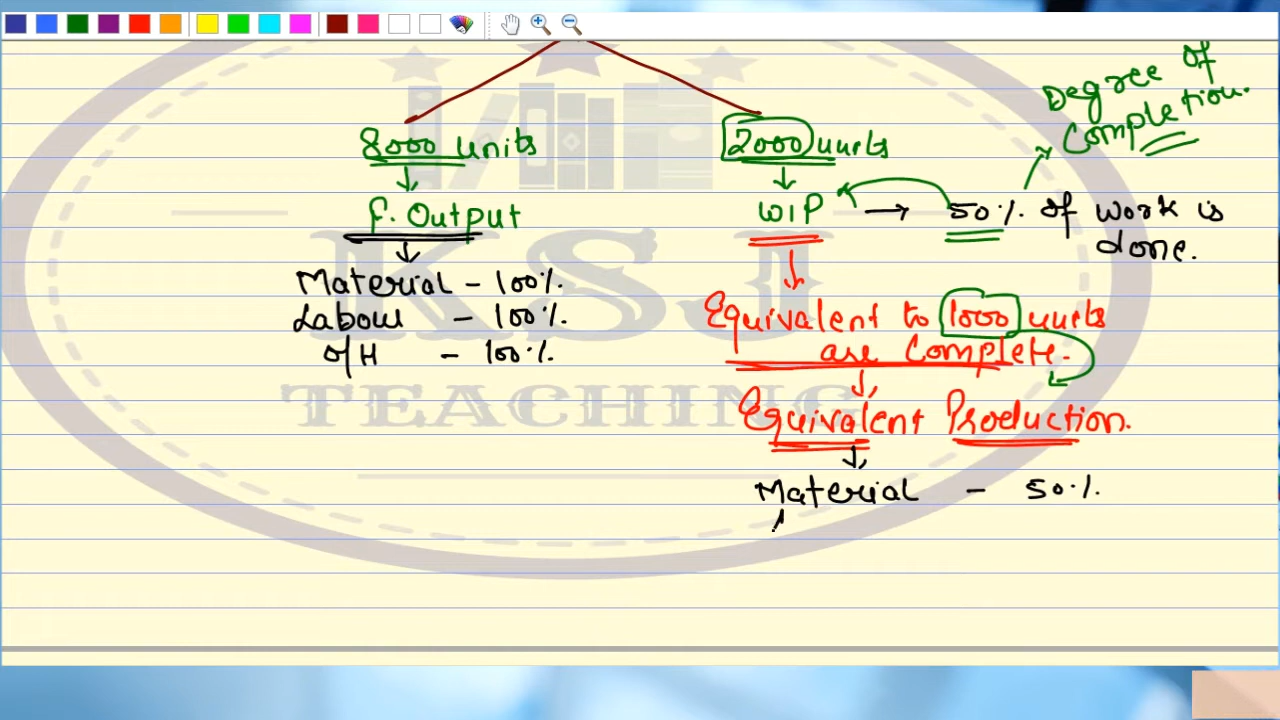 Degree of
Completion.
8000 units
2000 units
F. Output
WIP → 50% of work is
done.
Material - 100%.
Labour - 100%.
O/H - 100%.
Equivalent to 1000 units
are Complete.
Equivalent Production.
Material - 50%.
KSJ
TEACHING